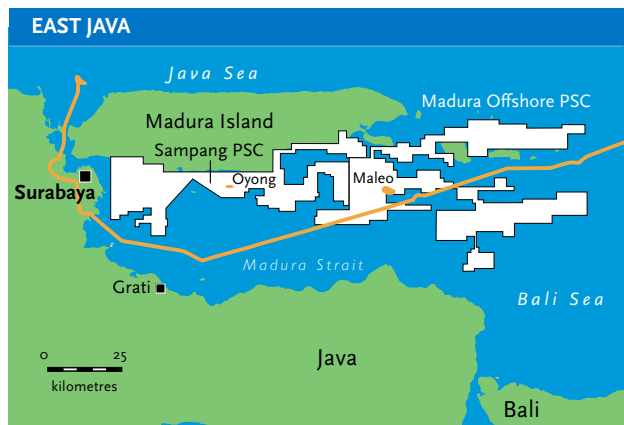 EAST JAVA
Java Sea
Madura Offshore PSC
Madura Island
Sampang PSC
Oyong
Maleo
Surabaya
Madura Strait
Grati
Bali Sea
0 25
kilometres
Java
Bali